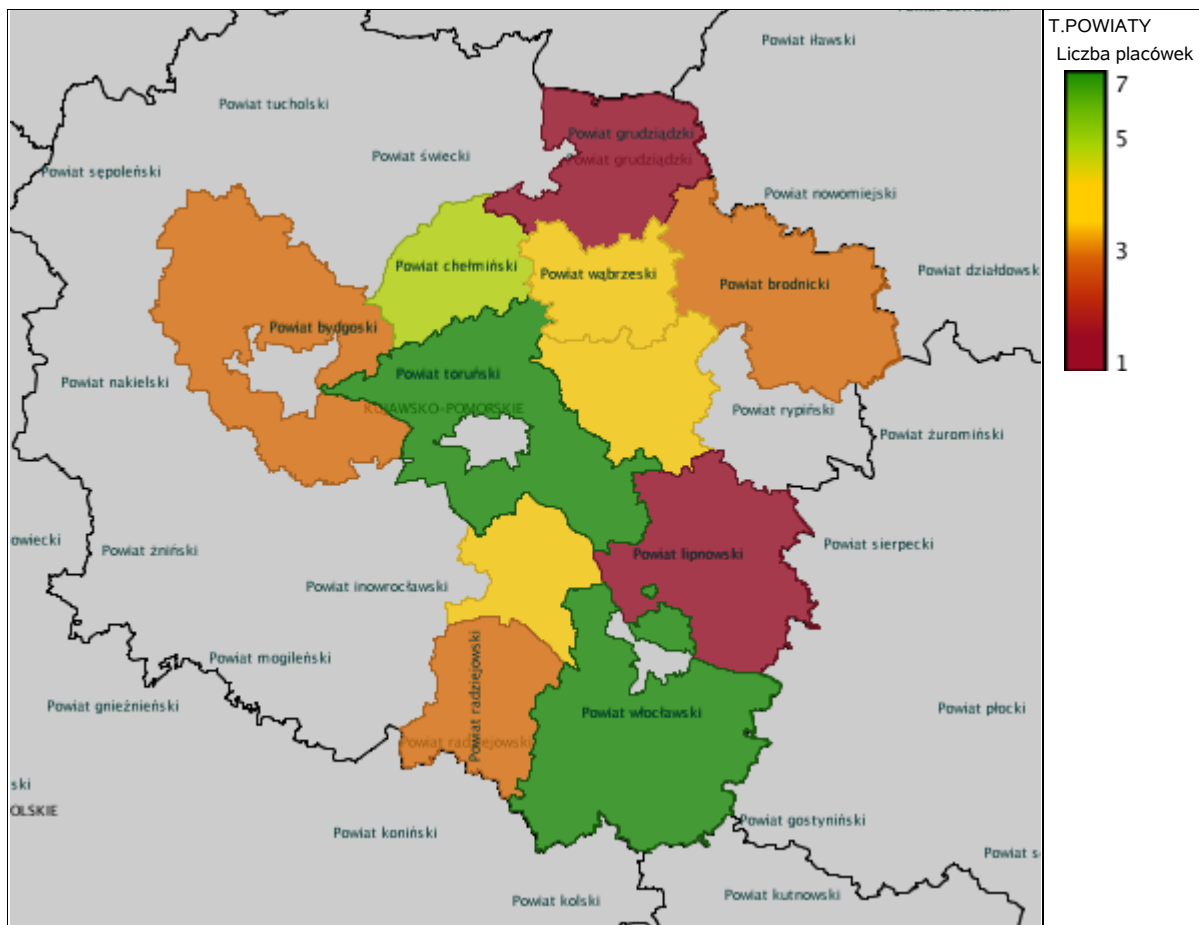 T.POWIATY
Liczba placówek
7
5
3
1
Powiat iławski
Powiat tucholski
Powiat grudziądzki
Powiat świecki
Powiat grudziądzki
Powiat sępoleński
Powiat nowomiejski
Powiat chełmiński
Powiat wąbrzeski
Powiat działdowsk
Powiat brodnicki
Powiat bydgoski
Powiat toruński
Powiat nakielski
KUJAWSKO-POMORSKIE
Powiat rypiński
Powiat żuromiński
owiecki
Powiat żniński
Powiat sierpecki
Powiat lipnowski
Powiat inowrocławski
Powiat mogileński
Powiat radziejowski
Powiat gnieźnieński
Powiat włocławski
Powiat płocki
Powiat radziejowski
ski
OLSKIE
Powiat koniński
Powiat gostyniński
Powiat s
Powiat kutnowski
Powiat kolski